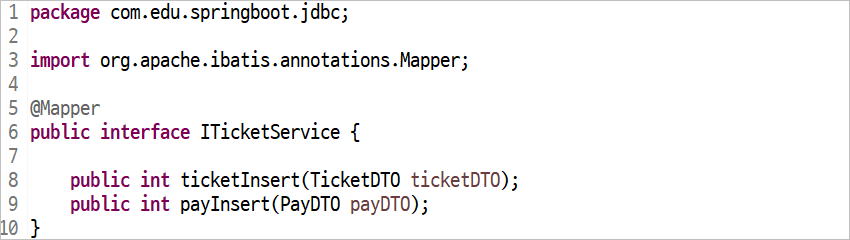 1 package com.edu.springboot.jdbc;
2
3 import org.apache.ibatis.annotations.Mapper;
4
5 @Mapper
6 public interface ITicketService {
7
8     public int ticketInsert(TicketDTO ticketDTO);
9     public int payInsert(PayDTO payDTO);
10 }